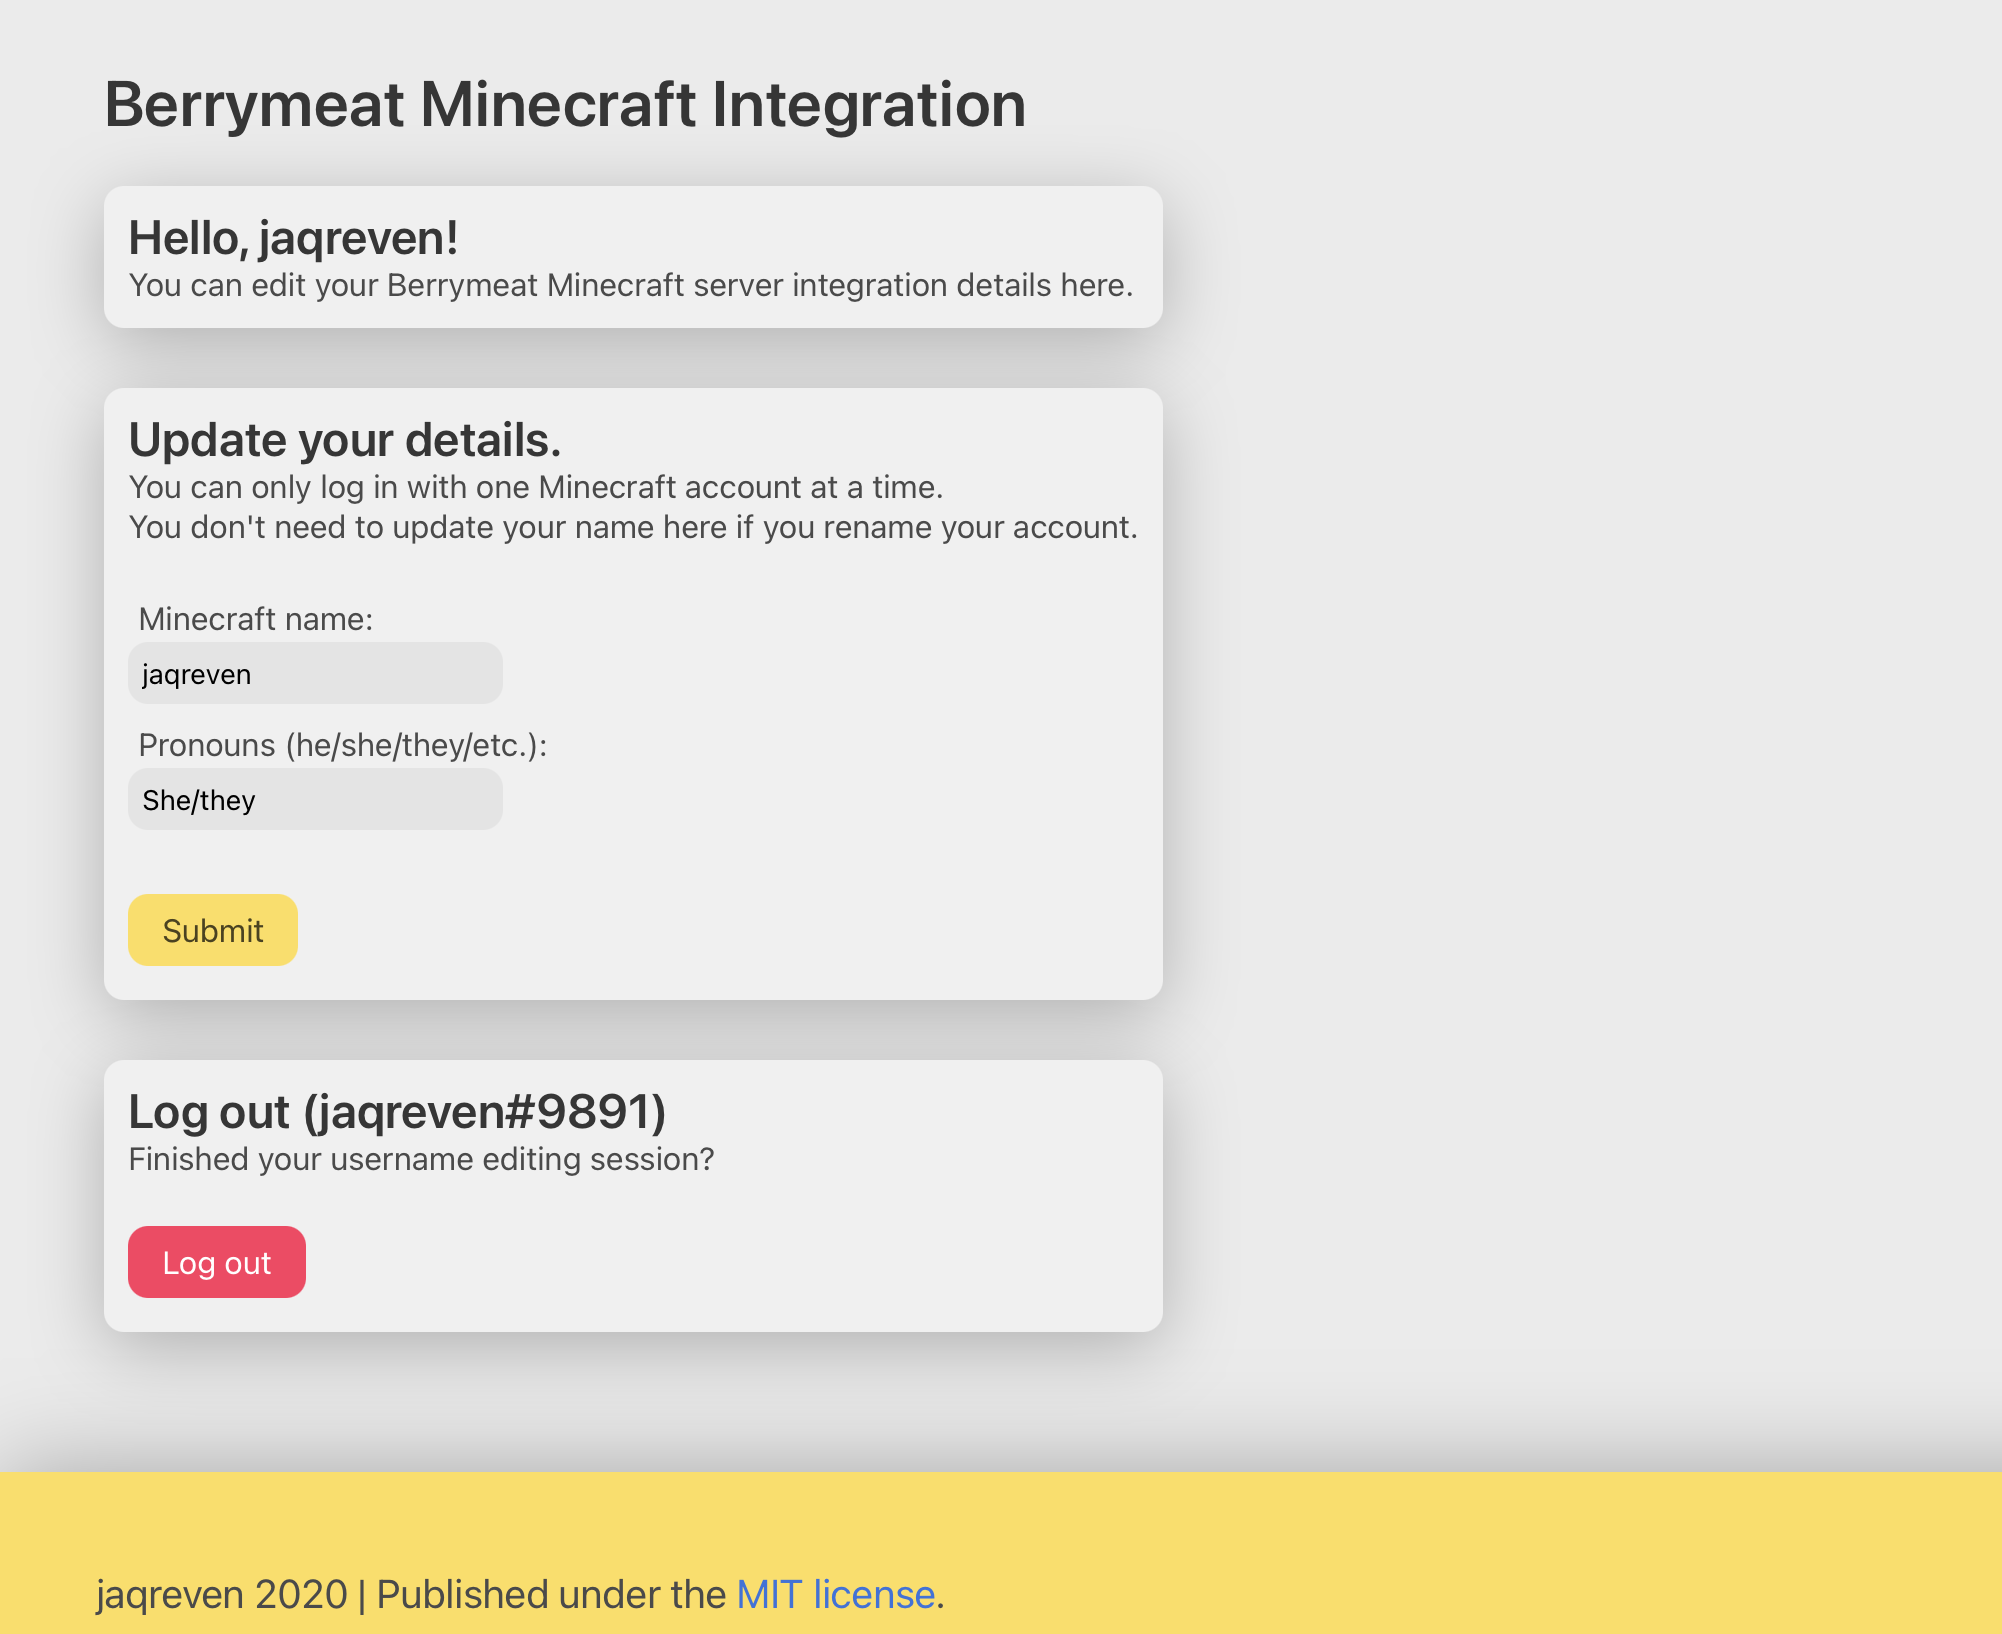 Berrymeat Minecraft Integration
Hello, jaqreven!
You can edit your Berrymeat Minecraft server integration details here.
Update your details.
You can only log in with one Minecraft account at a time.
You don't need to update your name here if you rename your account.
Minecraft name:
jaqreven
Pronouns (he/she/they/etc.):
She/they
Submit
Log out (jaqreven#9891)
Finished your username editing session?
Log out
jaqreven 2020 | Published under the MIT license.